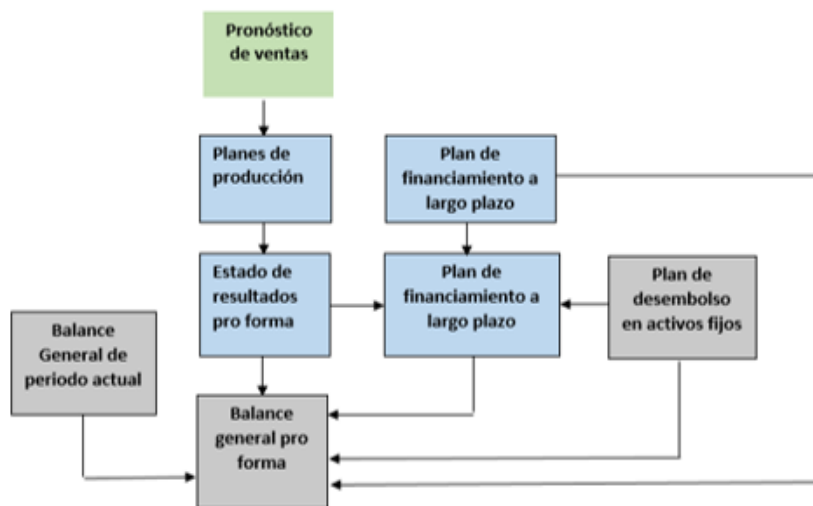 Pronóstico
de ventas
Planes de
producción
Plan de
financiamiento a
largo plazo
Estado de
resultados
pro forma
Plan de
financiamiento a
largo plazo
Plan de
desembolso
en activos fijos
Balance
General de
periodo actual
Balance
general pro
forma